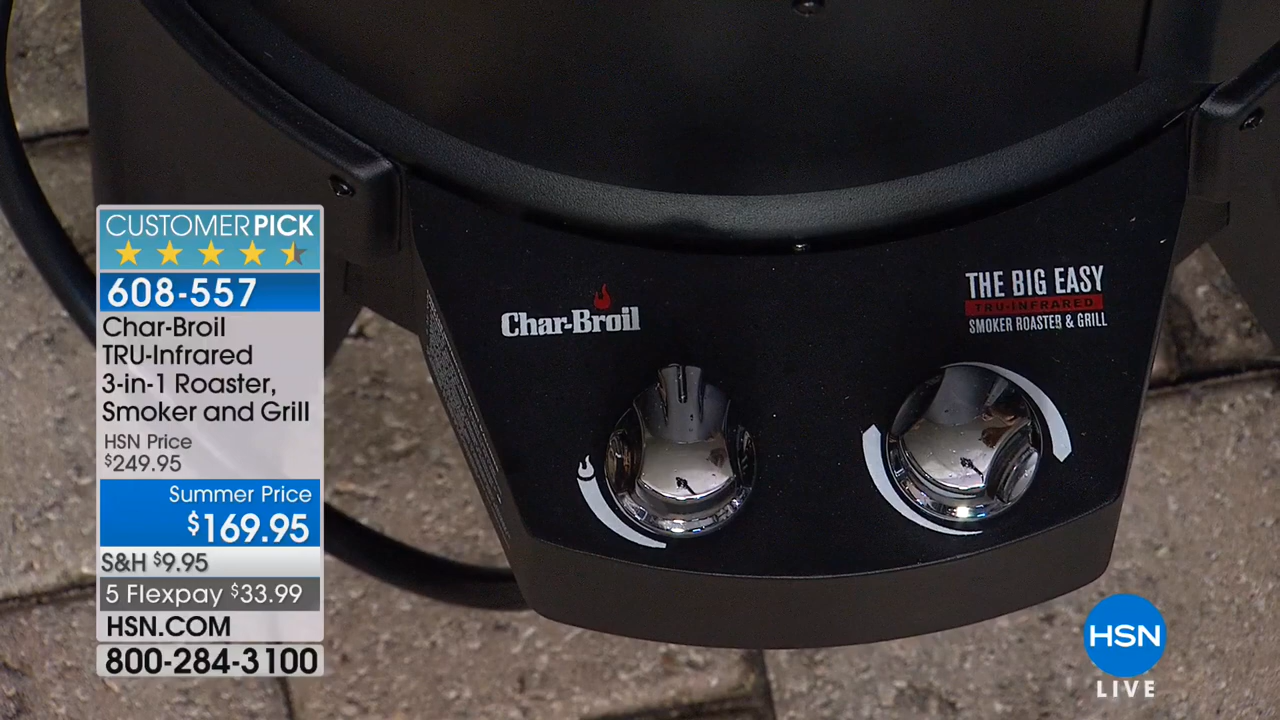 CUSTOMERPICK
608-557
Char-Broil
TRU-Infrared
3-in-1 Roaster,
Smoker and Grill
HSN Price
$249.95
Summer Price
$169.95
S&H $9.95
5 Flexpay $33.99
HSN.COM
800-284-3100
Char-Broil
THE BIG EASY
TRU-INFRARED
SMOKER ROASTER & GRILL
HSN
LIVE